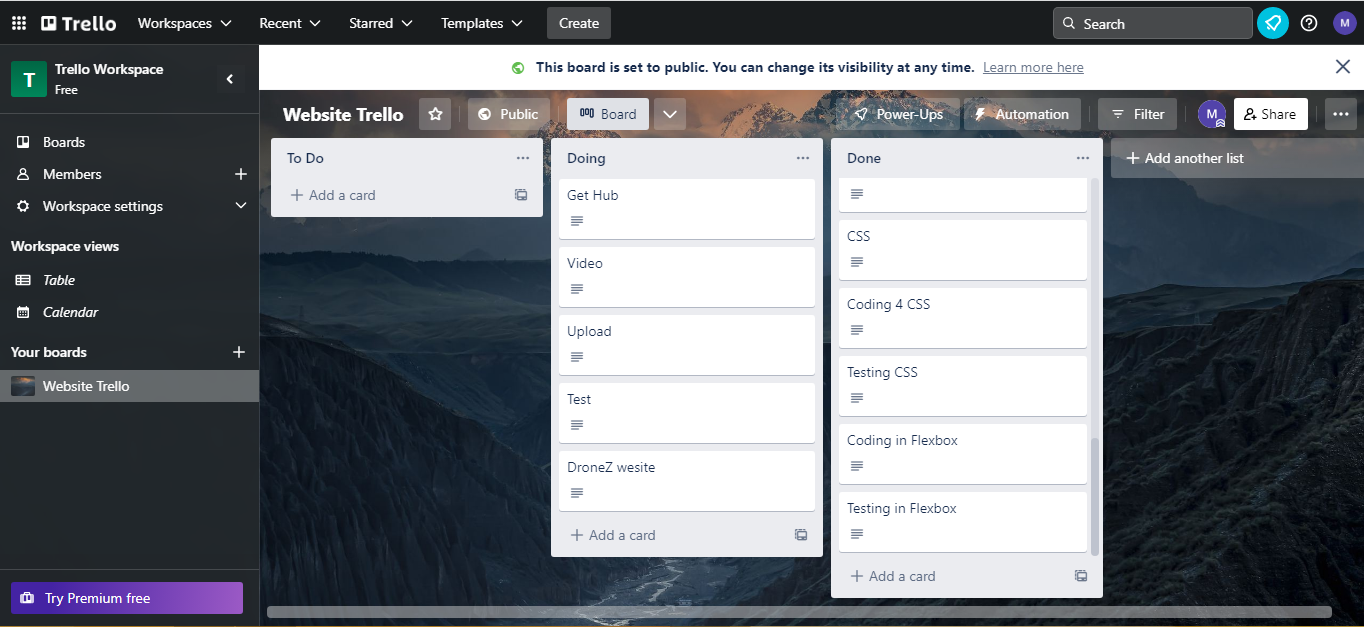 Trello
Workspaces
Recent
Starred
Templates
Create
Search
M
T
Trello Workspace
Free
This board is set to public. You can change its visibility at any time. Learn more here
Website Trello
Public
Board
Power-Ups
Automation
Filter
M
Share
Boards
Members
Workspace settings
Workspace views
Table
Calendar
Your boards
Website Trello
Try Premium free
To Do
Add a card
Doing
Get Hub
Video
Upload
Test
DroneZ wesite
Add a card
Done
CSS
Coding 4 CSS
Testing CSS
Coding in Flexbox
Testing in Flexbox
Add a card
Add another list